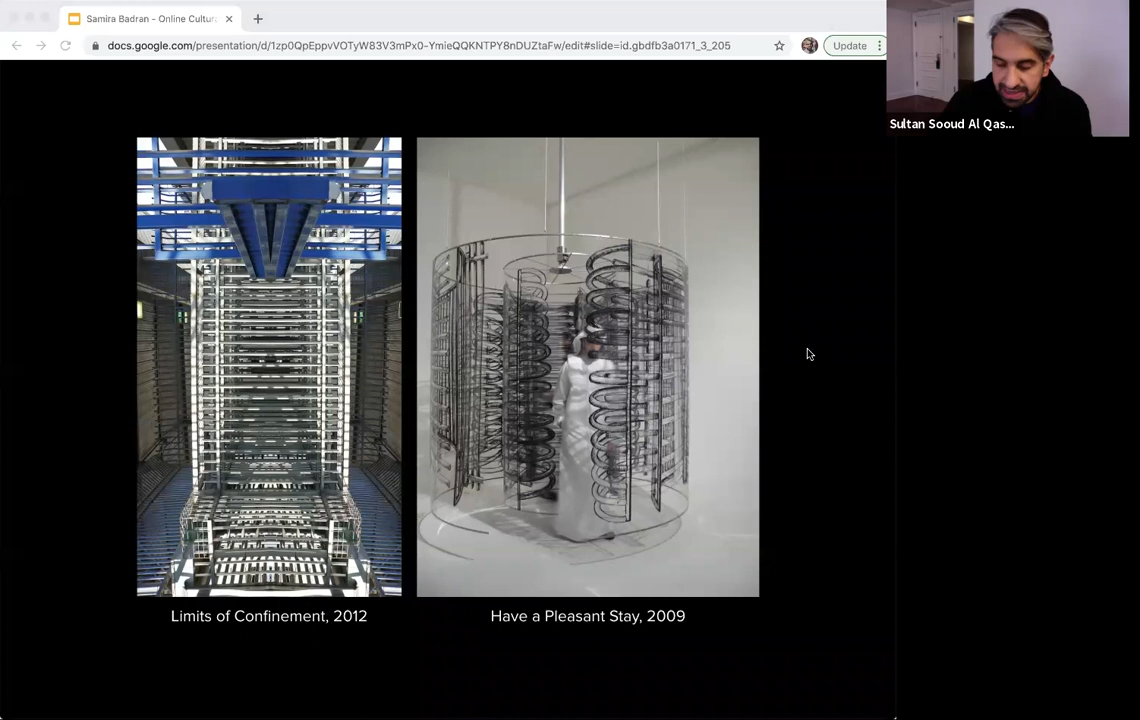 Samira Badran - Online Cultura
docs.google.com/presentation/d/1zp0QpEppvVOTyW83V3mPx0-YmieQQKNTPY8nDUZtaFw/edit#slide=id.gbdfb3a0171_3_205
Update
Sultan Sooud Al Qas...
Limits of Confinement, 2012
Have a Pleasant Stay, 2009